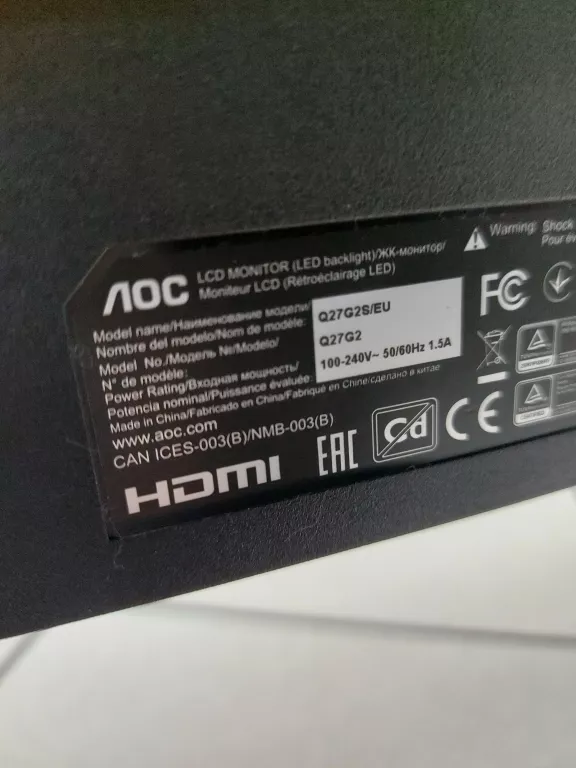 Warning: Shock
Pour év
AOC
LCD MONITOR (LED backlight)/ЖК-монитор/
Moniteur LCD (Rétroéclairage LED)
Model name/Наименование модели/
Nombre del modelo/Nom de modèle:
Q27G2S/EU
Model No./Модель №/Modelo/
N° de modèle:
Q27G2
Power Rating/Входная мощность/
Potencia nominal/Puissance évaluée:
100-240V~ 50/60Hz 1.5A
Made in China/Fabricado en China/Fabriqué en Chine/сделано в китае
www.aoc.com
CAN ICES-003(B)/NMB-003(B)
HDMI
EAC
Cd
CE
FC